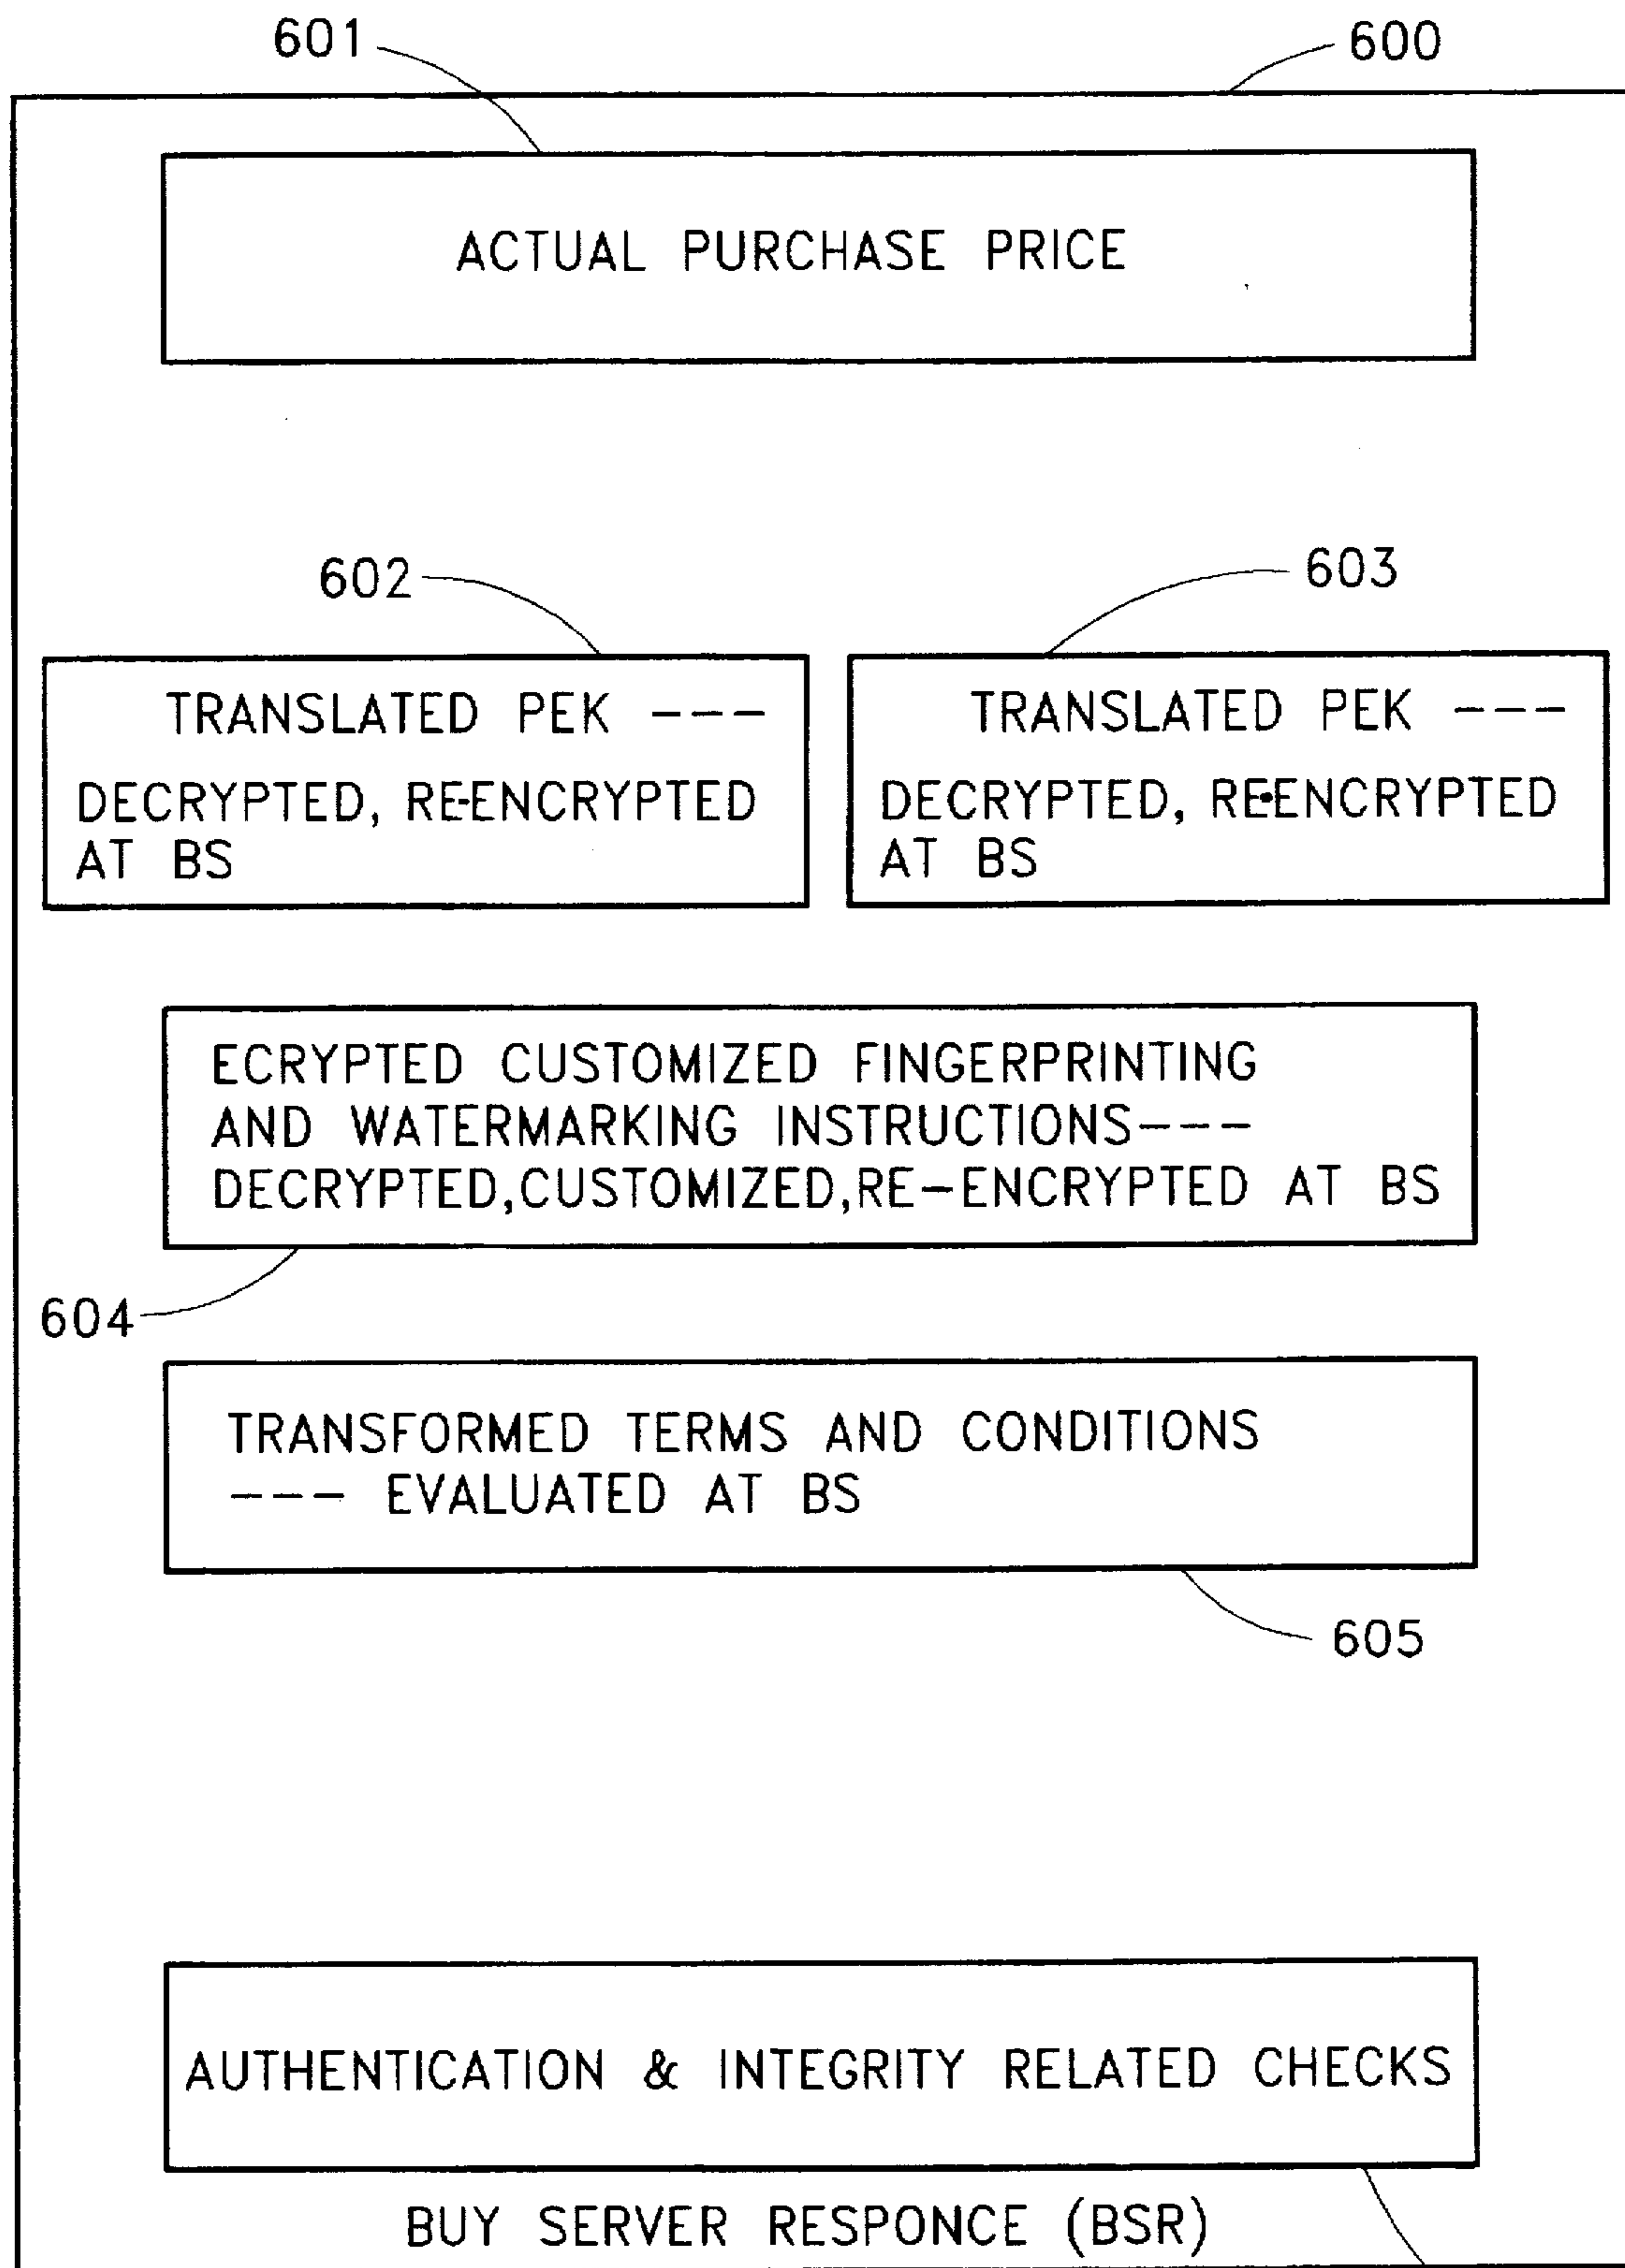 601
600
ACTUAL PURCHASE PRICE
602
603
TRANSLATED PEK ---
DECRYPTED, RE-ENCRYPTED
AT BS
TRANSLATED PEK ---
DECRYPTED, RE-ENCRYPTED
AT BS
ECRYPTED CUSTOMIZED FINGERPRINTING
AND WATERMARKING INSTRUCTIONS---
DECRYPTED,CUSTOMIZED,RE-ENCRYPTED AT BS
604
TRANSFORMED TERMS AND CONDITIONS
--- EVALUATED AT BS
605
AUTHENTICATION & INTEGRITY RELATED CHECKS
BUY SERVER RESPONCE (BSR)